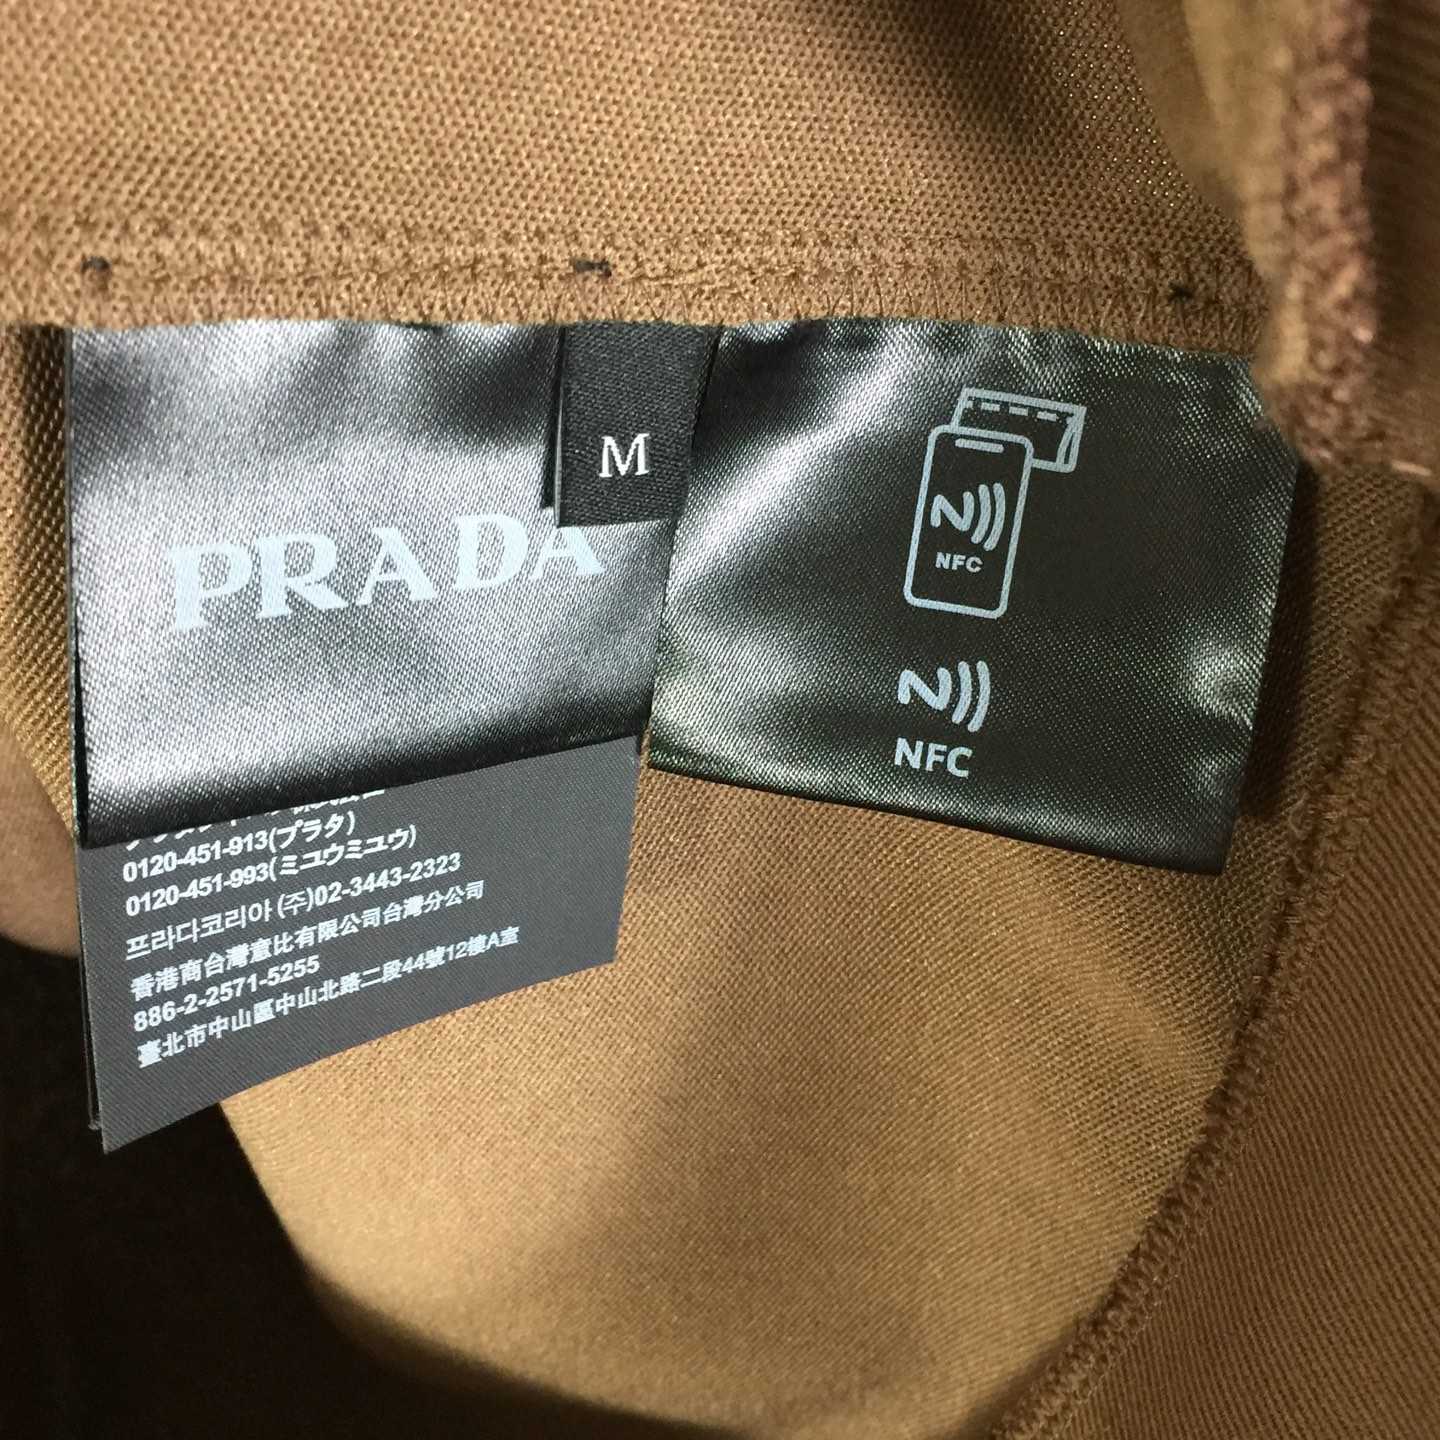 PRADA
M
NFC
NFC
0120-451-913(プラダ)
0120-451-993(ミユウミユウ)
프라다코리아 (주)02-3443-2323
香港商台灣意比有限公司台灣分公司
886-2-2571-5255
臺北市中山區中山北路二段44號12樓A室